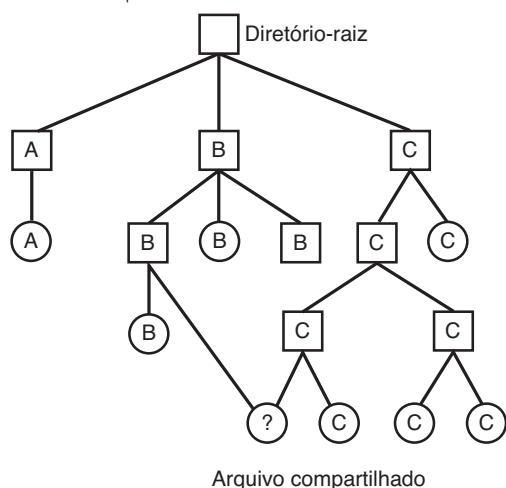 Diretório-raiz
A B C
A B B B C C
B C C
? C C C
Arquivo compartilhado